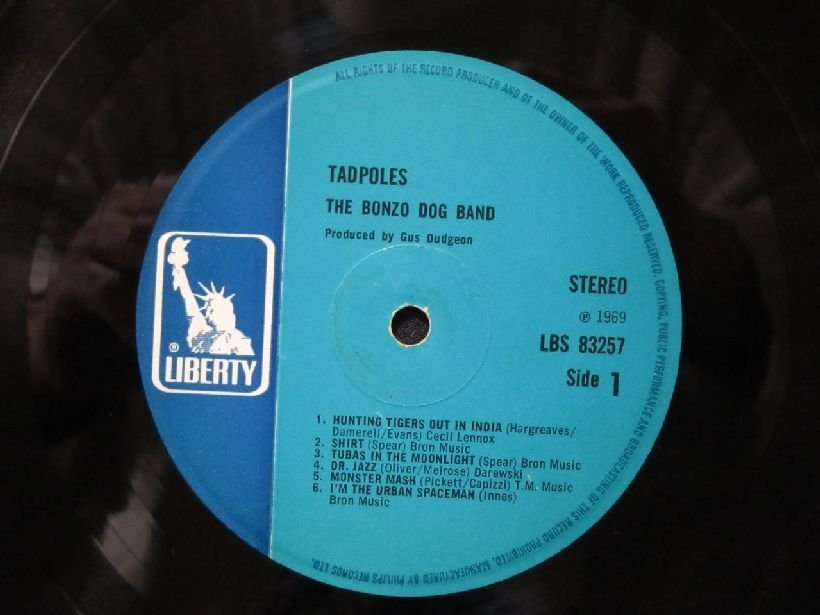 ALL RIGHTS OF THE RECORD PRODUCER AND OF THE OWNER OF THE WORK REPRODUCED RESERVED. COPYING, PUBLIC PERFORMANCE AND BROADCASTING OF THIS RECORD PROHIBITED. MANUFACTURED BY PHILIPS RECORDS LTD.
TADPOLES
THE BONZO DOG BAND
Produced by Gus Dudgeon
STEREO
℗ 1969
LBS 83257
Side 1
® LIBERTY
1. HUNTING TIGERS OUT IN INDIA (Hargreaves/
Damerell/Evans) Cecil Lennox
2. SHIRT (Spear) Bron Music
3. TUBAS IN THE MOONLIGHT (Spear) Bron Music
4. DR. JAZZ (Oliver/Melrose) Darewski
5. MONSTER MASH (Pickett/Capizzi) T.M. Music
6. I'M THE URBAN SPACEMAN (Innes)
Bron Music